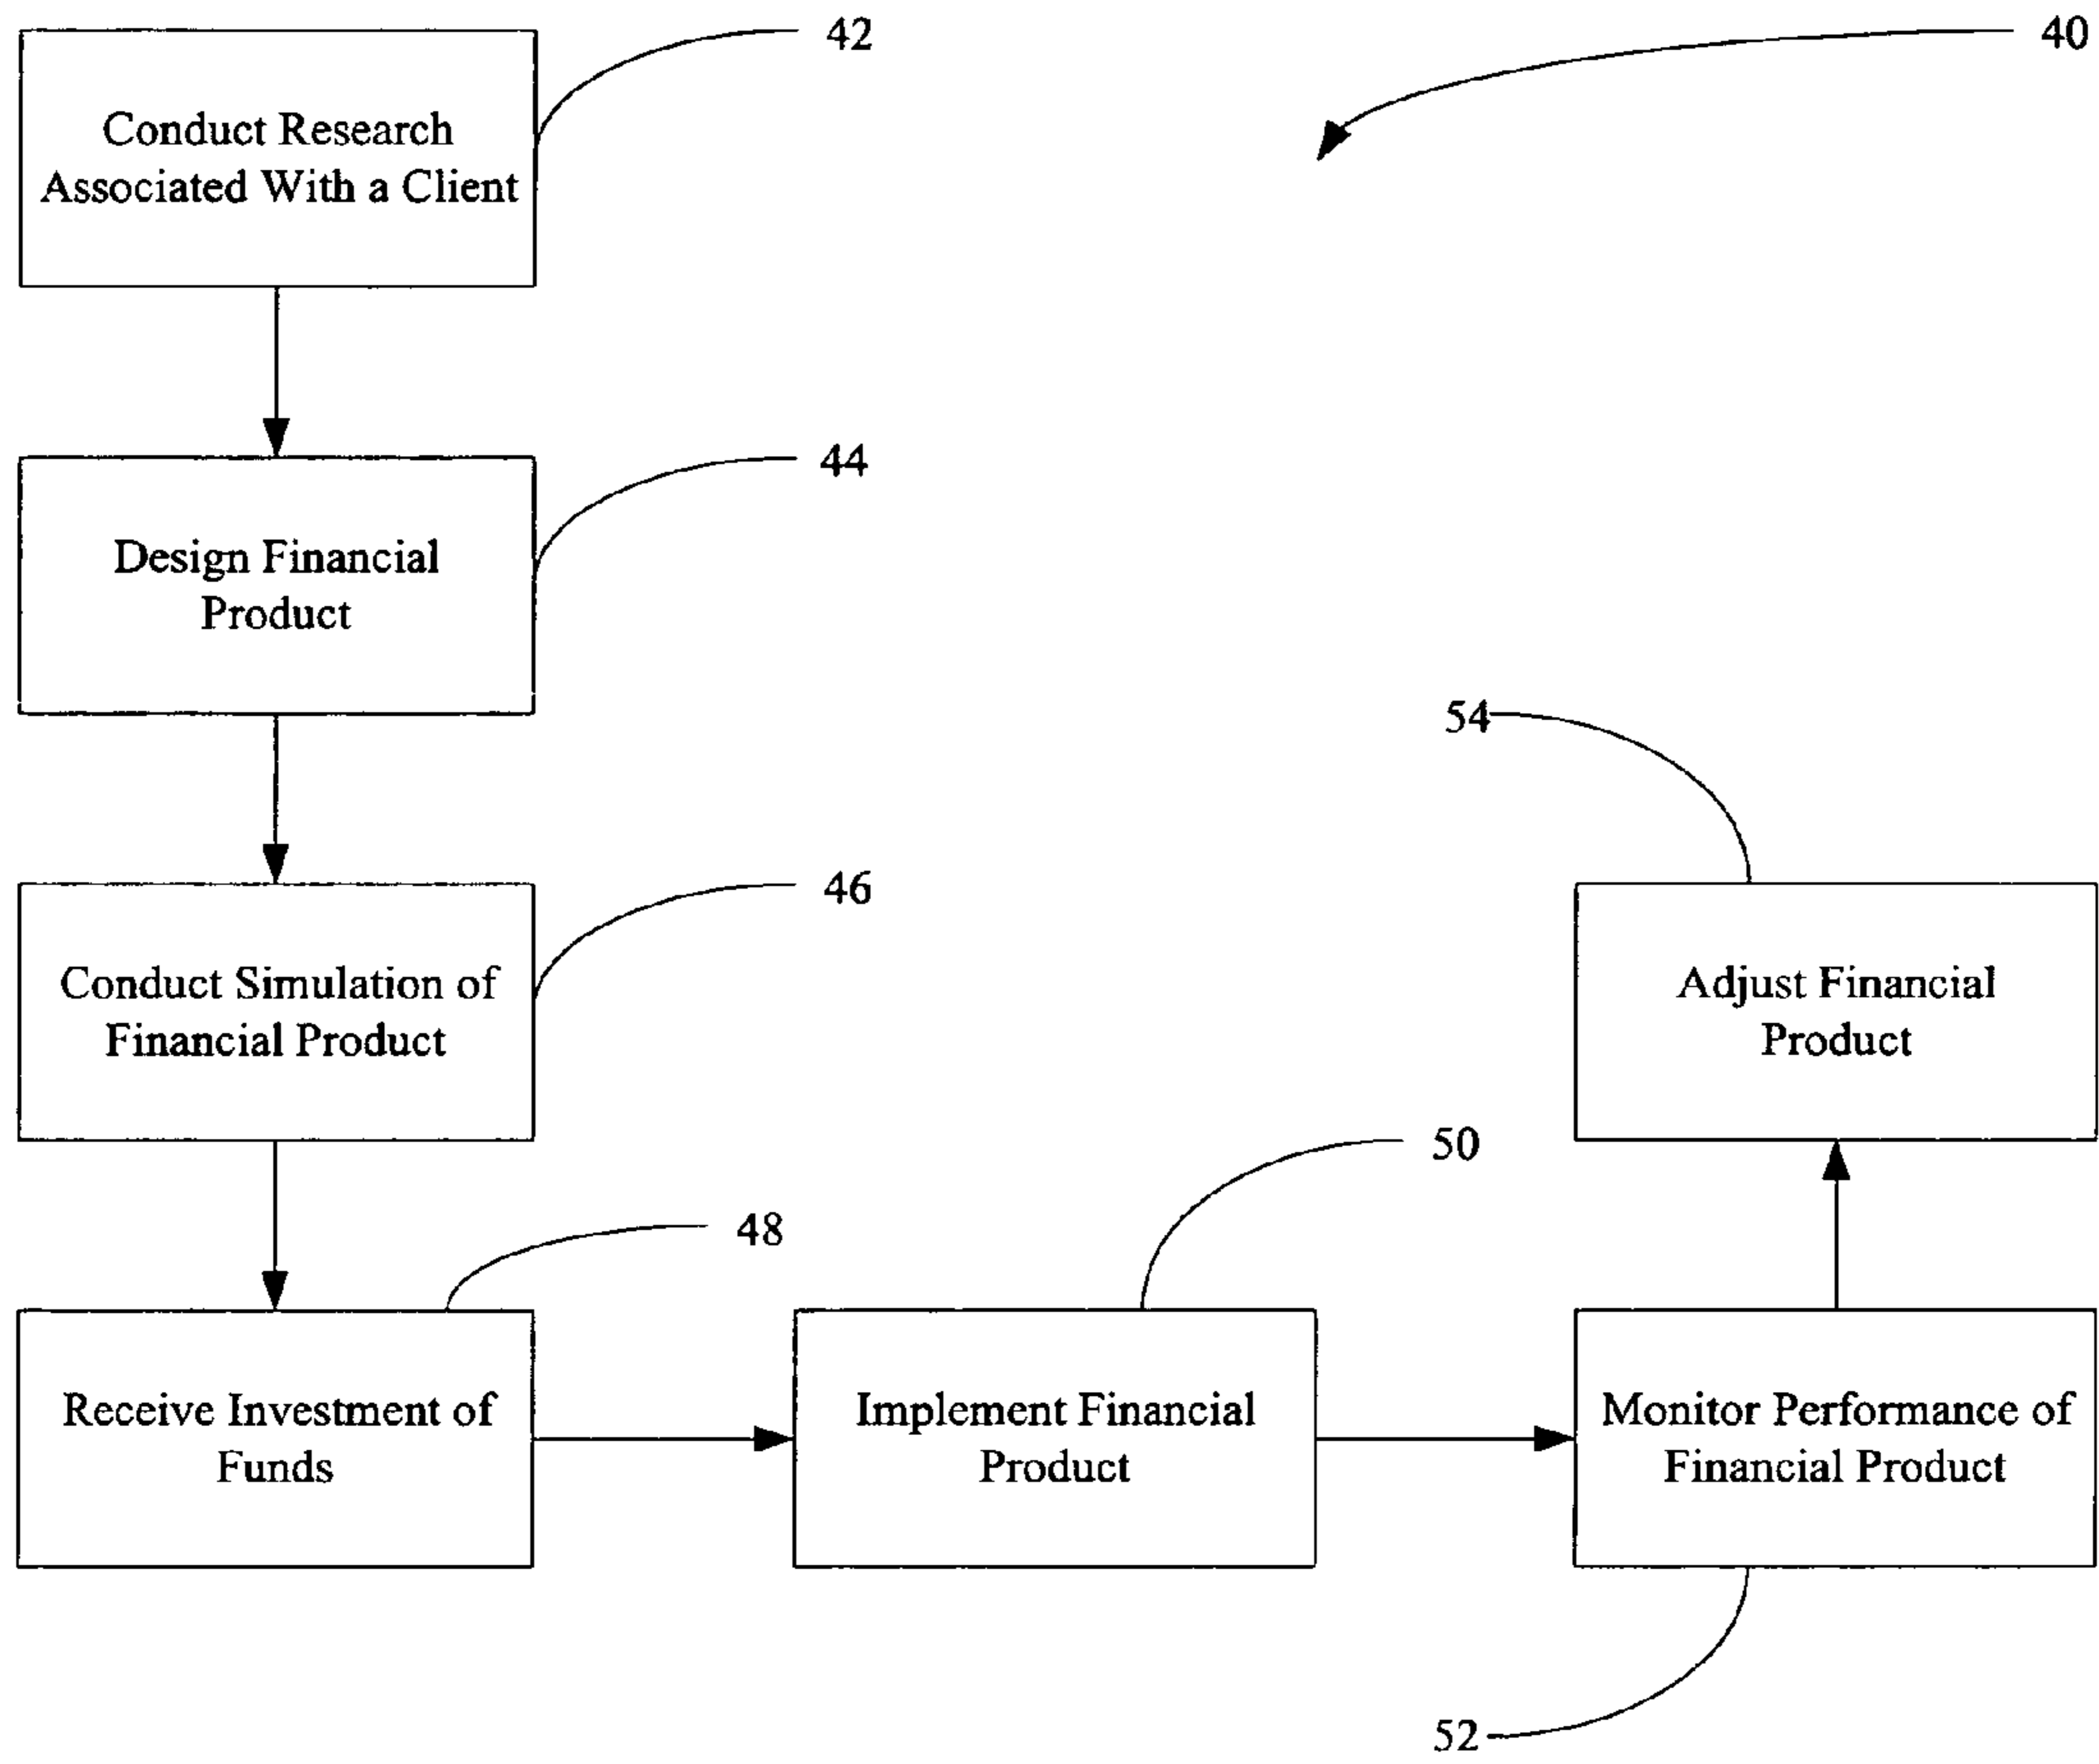 42
40
Conduct Research
Associated With a Client
44
Design Financial
Product
54
46
Conduct Simulation of
Financial Product
Adjust Financial
Product
50
48
Receive Investment of
Funds
Implement Financial
Product
Monitor Performance of
Financial Product
52